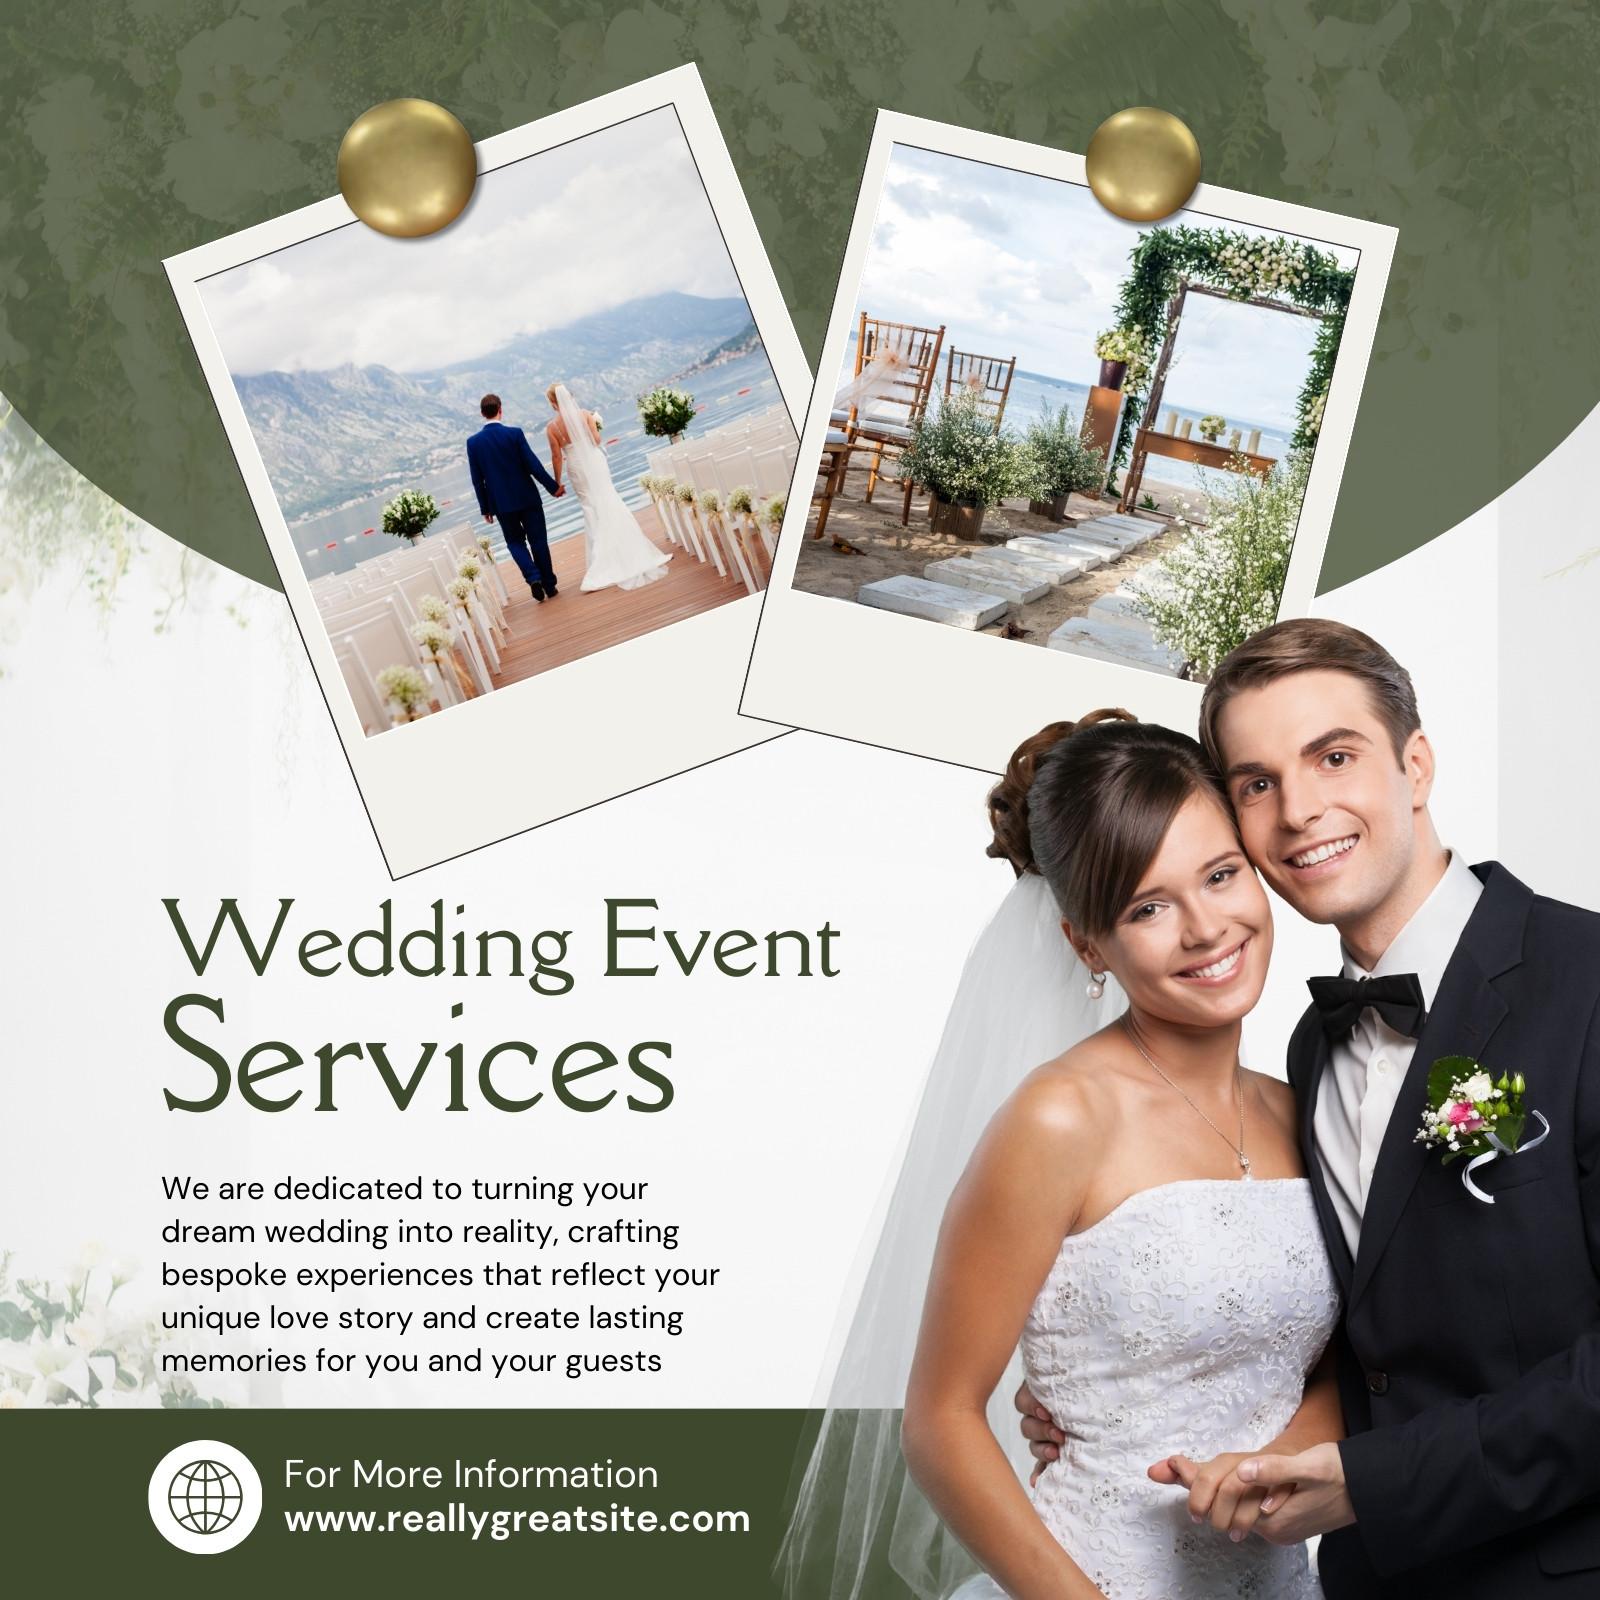 Wedding Event
Services
We are dedicated to turning your
dream wedding into reality, crafting
bespoke experiences that reflect your
unique love story and create lasting
memories for you and your guests
For More Information
www.reallygreatsite.com